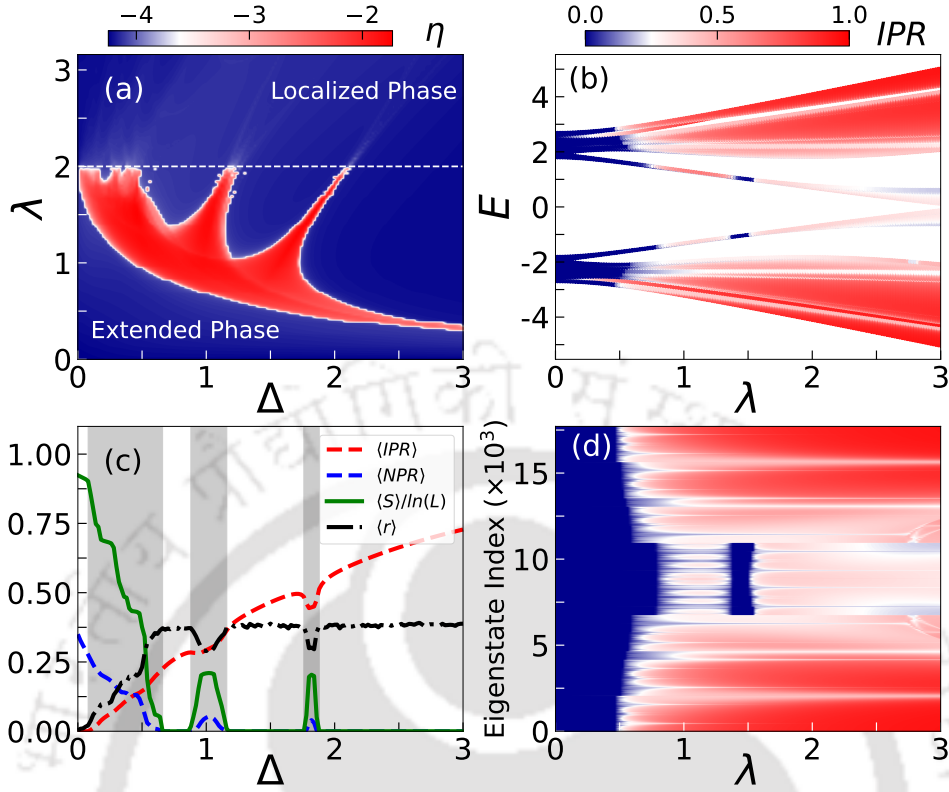 −4 −3 −2 η
0.0 0.5 1.0 IPR
(a)
Localized Phase
Extended Phase
3
2
1
0
λ
0 1 2 3
Δ
(b)
4
2
0
-2
-4
E
0 1 2 3
λ
(c)
⟨IPR⟩
⟨NPR⟩
⟨S⟩/ln(L)
⟨r⟩
1.00
0.75
0.50
0.25
0.00
0 1 2 3
Δ
(d)
Eigenstate Index (×10³)
15
10
5
0
0 1 2 3
λ